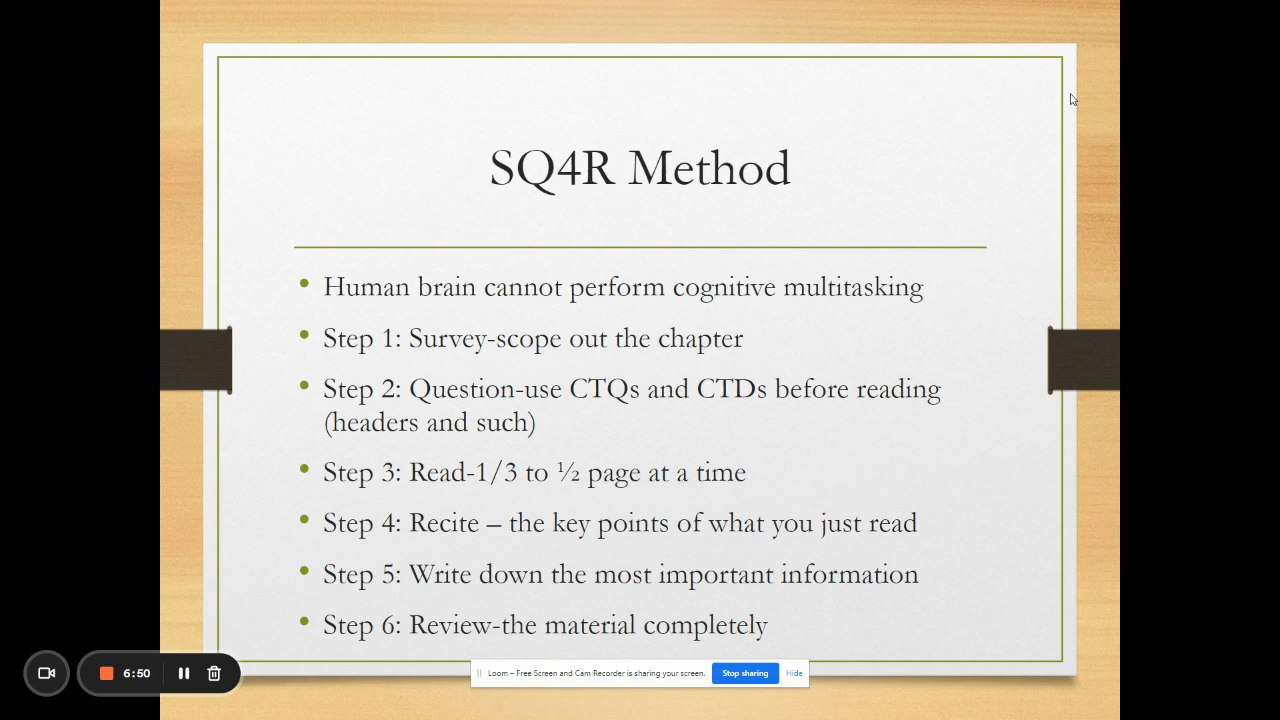 SQ4R Method
• Human brain cannot perform cognitive multitasking
• Step 1: Survey-scope out the chapter
• Step 2: Question-use CTQs and CTDs before reading
(headers and such)
• Step 3: Read-1/3 to ½ page at a time
• Step 4: Recite – the key points of what you just read
• Step 5: Write down the most important information
• Step 6: Review-the material completely
6:50
Loom – Free Screen and Cam Recorder is sharing your screen. Stop sharing Hide